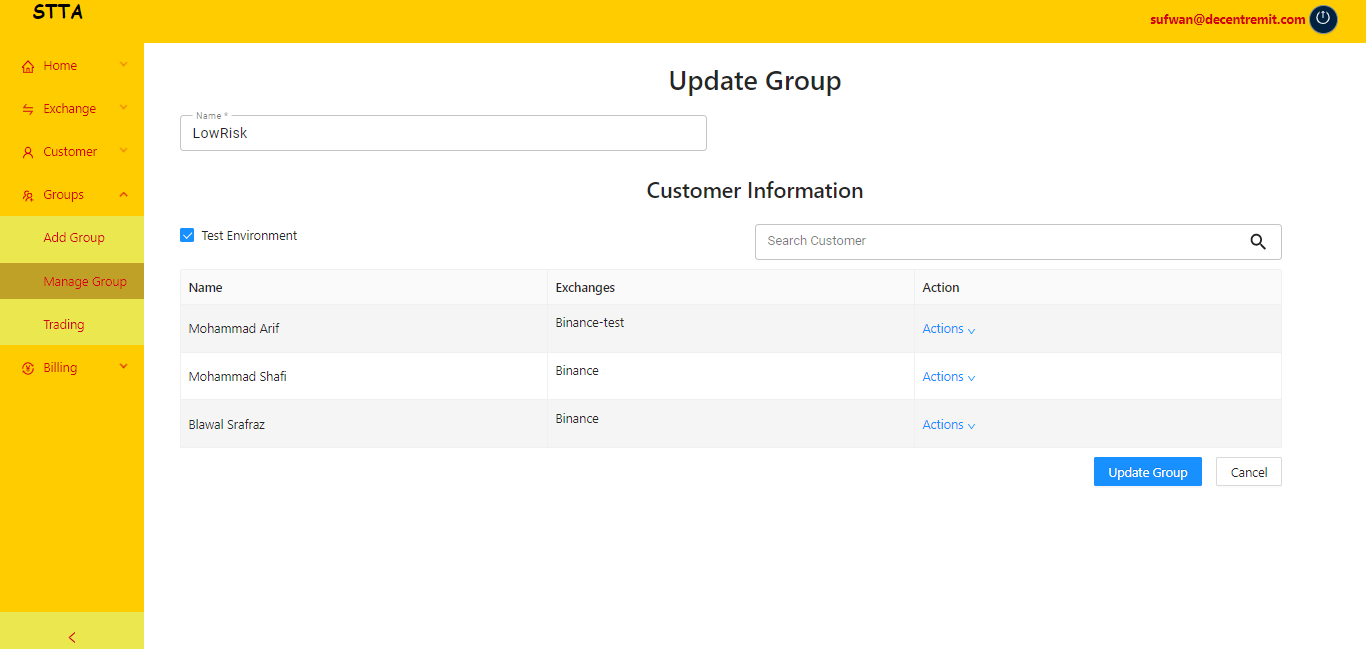 STTA
sufwan@decentremit.com
Home
Exchange
Customer
Groups
Add Group
Manage Group
Trading
Billing
Update Group
Name *
LowRisk
Customer Information
Test Environment
Search Customer
Name Exchanges Action
Mohammad Arif Binance-test Actions
Mohammad Shafi Binance Actions
Blawal Srafraz Binance Actions
Update Group Cancel